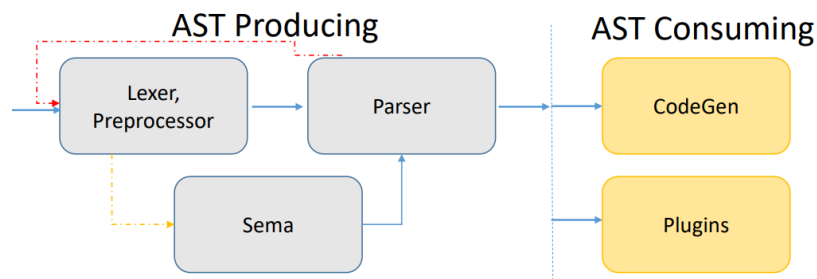 AST Producing
AST Consuming
Lexer,
Preprocessor
Parser
CodeGen
Sema
Plugins